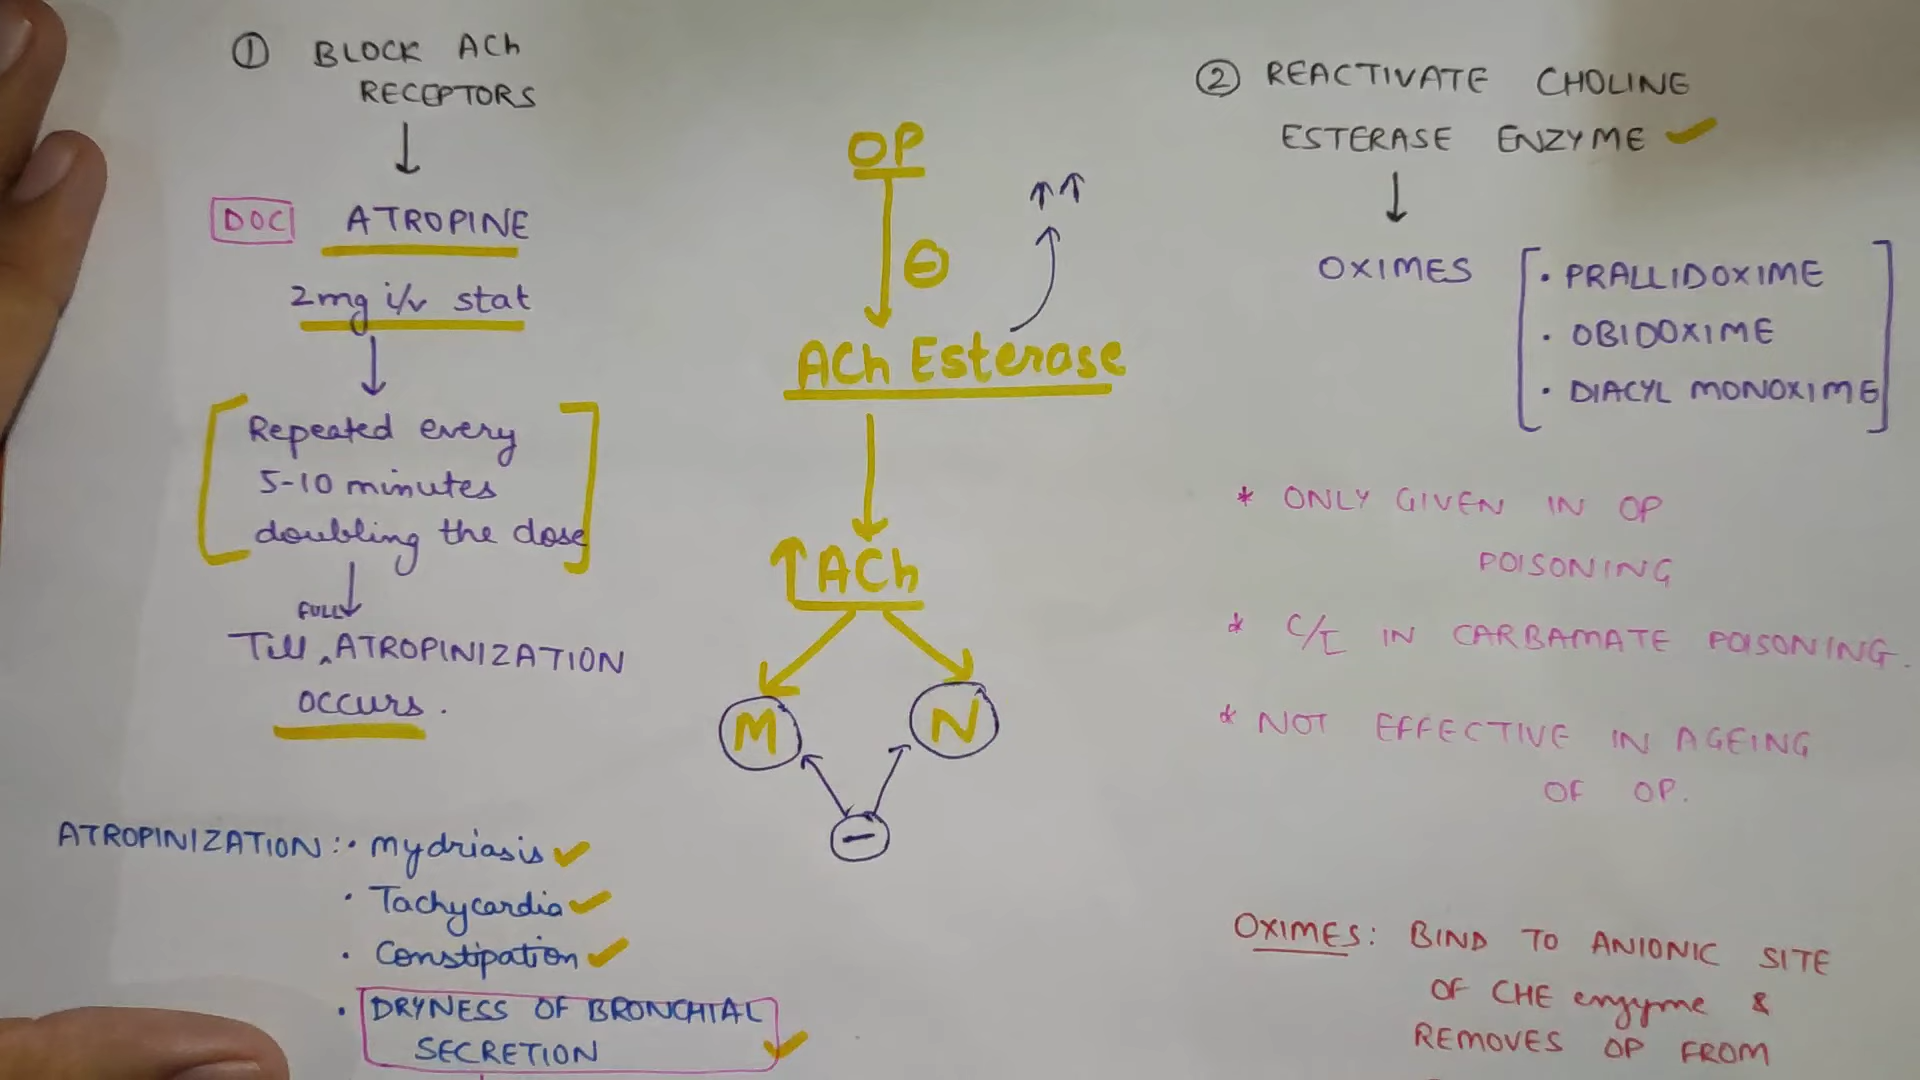 ① BLOCK ACh
RECEPTORS
DOC ATROPINE
2mg i/v stat
Repeated every
5-10 minutes
doubling the dose
FULL
Till ATROPINIZATION
OCCURS.
ATROPINIZATION :· mydriasis
· Tachycardia
· Constipation
· DRYNESS OF BRONCHIAL
SECRETION
OP
⊖
↑↑
ACh Esterase
↑ACh
M N
−
② REACTIVATE CHOLINE
ESTERASE ENZYME
OXIMES
· PRALLIDOXIME
· OBIDOXIME
· DIACYL MONOXIME
* ONLY GIVEN IN OP
POISONING
* C/I IN CARBAMATE POISONING.
* NOT EFFECTIVE IN AGEING
OF OP.
OXIMES: BIND TO ANIONIC SITE
OF CHE enzyme &
REMOVES OP FROM